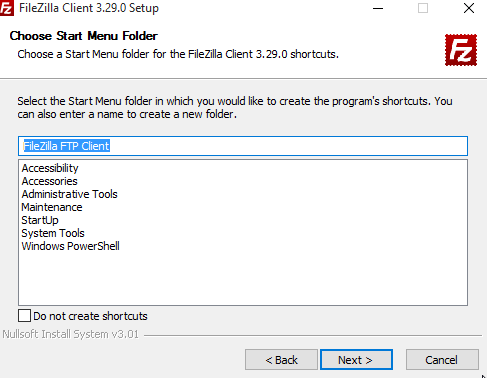 FileZilla Client 3.29.0 Setup
Choose Start Menu Folder
Choose a Start Menu folder for the FileZilla Client 3.29.0 shortcuts.
Fz
Select the Start Menu folder in which you would like to create the program's shortcuts. You
can also enter a name to create a new folder.
FileZilla FTP Client
Accessibility
Accessories
Administrative Tools
Maintenance
StartUp
System Tools
Windows PowerShell
Do not create shortcuts
Nullsoft Install System v3.01
< Back
Next >
Cancel